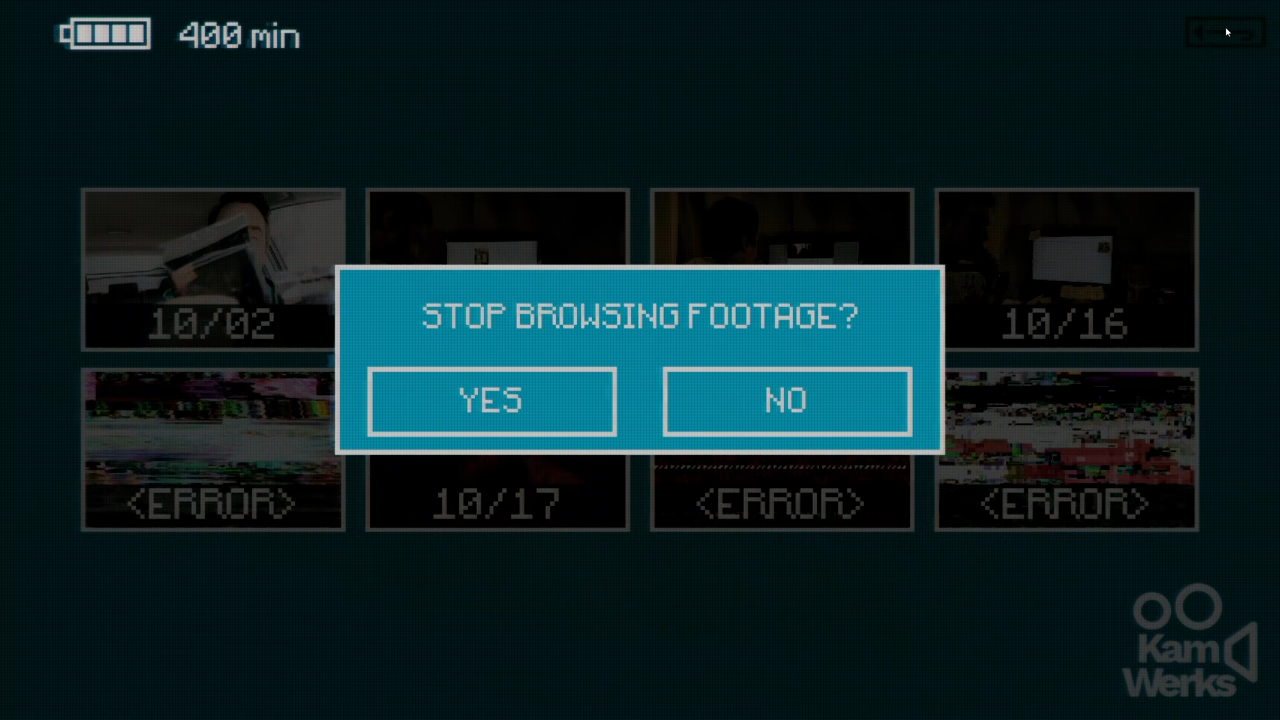 400 min
10/02
10/16
STOP BROWSING FOOTAGE?
YES
NO
<ERROR>
10/17
<ERROR>
<ERROR>
Kam
Werks